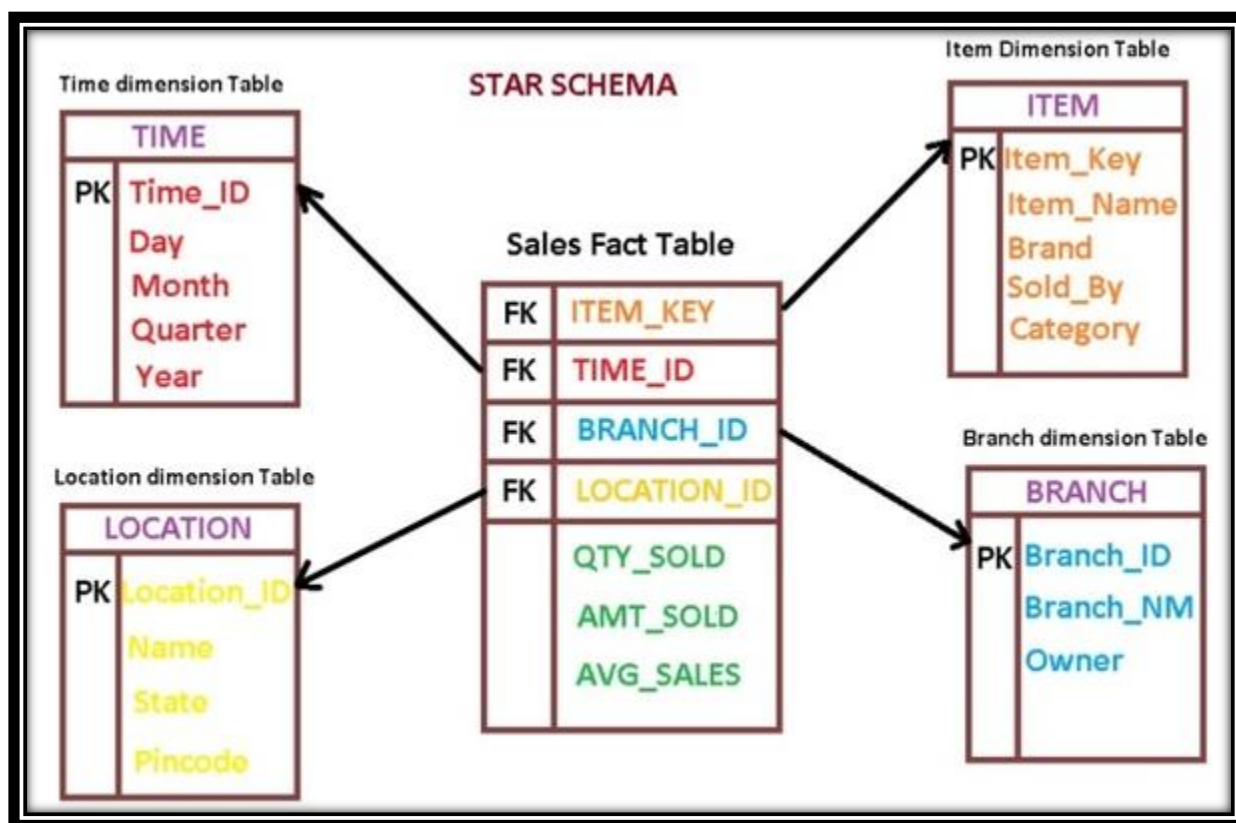 STAR SCHEMA
Time dimension Table
TIME
PK Time_ID
Day
Month
Quarter
Year
Item Dimension Table
ITEM
PK Item_Key
Item_Name
Brand
Sold_By
Category
Sales Fact Table
FK ITEM_KEY
FK TIME_ID
FK BRANCH_ID
FK LOCATION_ID
QTY_SOLD
AMT_SOLD
AVG_SALES
Location dimension Table
LOCATION
PK Location_ID
Name
State
Pincode
Branch dimension Table
BRANCH
PK Branch_ID
Branch_NM
Owner